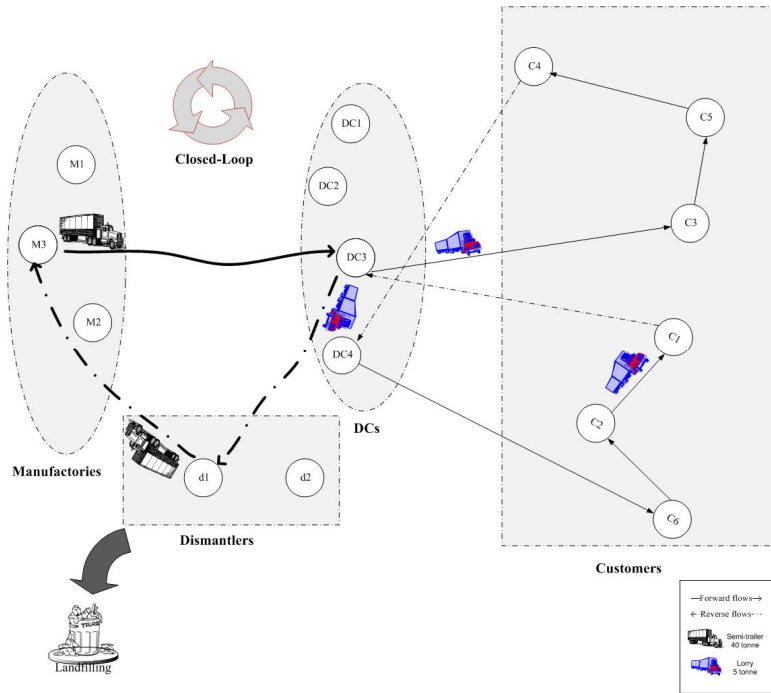 C4
C5
DC1
M1
Closed-Loop
DC2
C3
M3
DC3
M2
C1
DC4
C2
DCs
Manufactories
d1
d2
C6
Dismantlers
Customers
Forward flows
Reverse flows
TRASH
Semi-trailer
40 tonne
Landfilling
Lorry
5 tonne